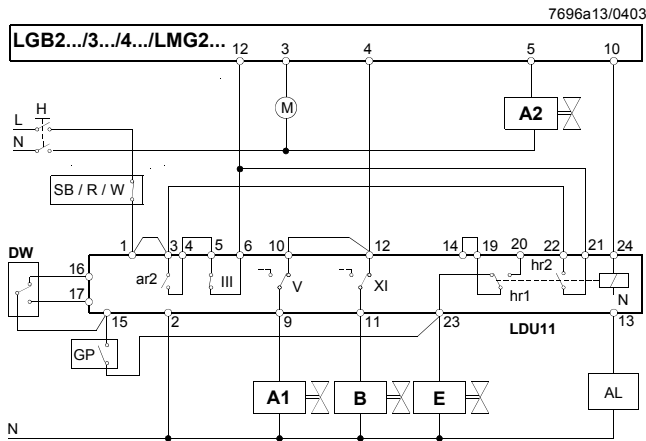 7696a13/0403
LGB2.../3.../4.../LMG2...
12 3 4 5 10
M
A2
H
L
N
SB / R / W
DW
1 3 4 5 6 10 12 14 19 20 22 21 24
16
17
ar2 III V XI hr2 hr1 N
15 2 9 11 23 LDU11 13
GP
A1 B E AL
N